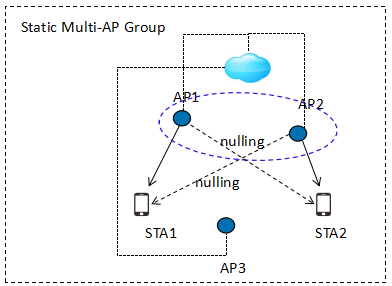 Static Multi-AP Group
AP1
AP2
nulling
nulling
STA1
STA2
AP3